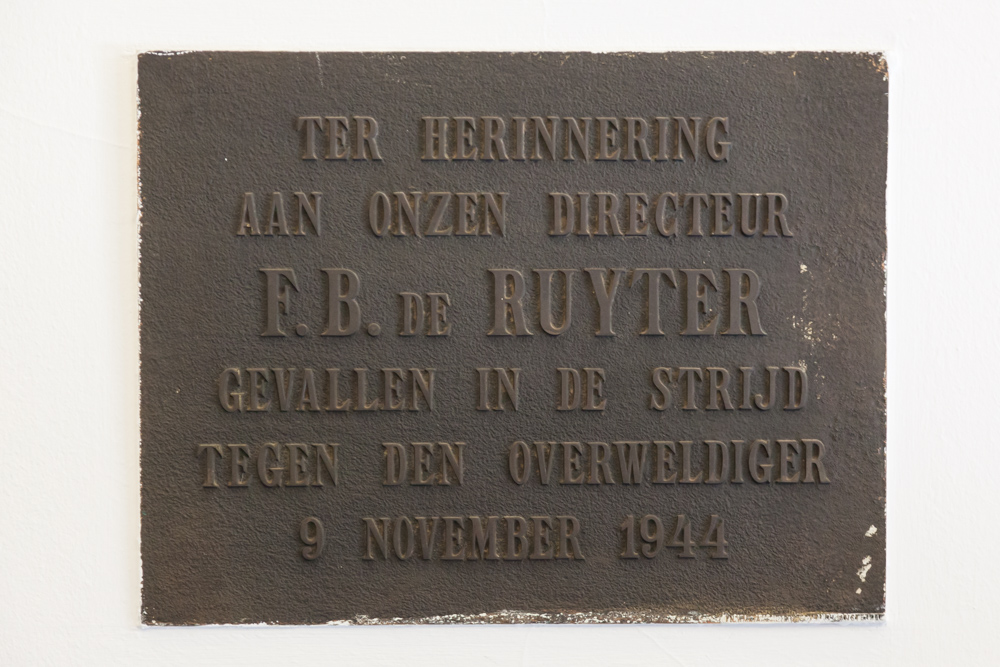 TER HERINNERING
AAN ONZEN DIRECTEUR
F. B. DE RUYTER
GEVALLEN IN DE STRIJD
TEGEN DEN OVERWELDIGER
9 NOVEMBER 1944